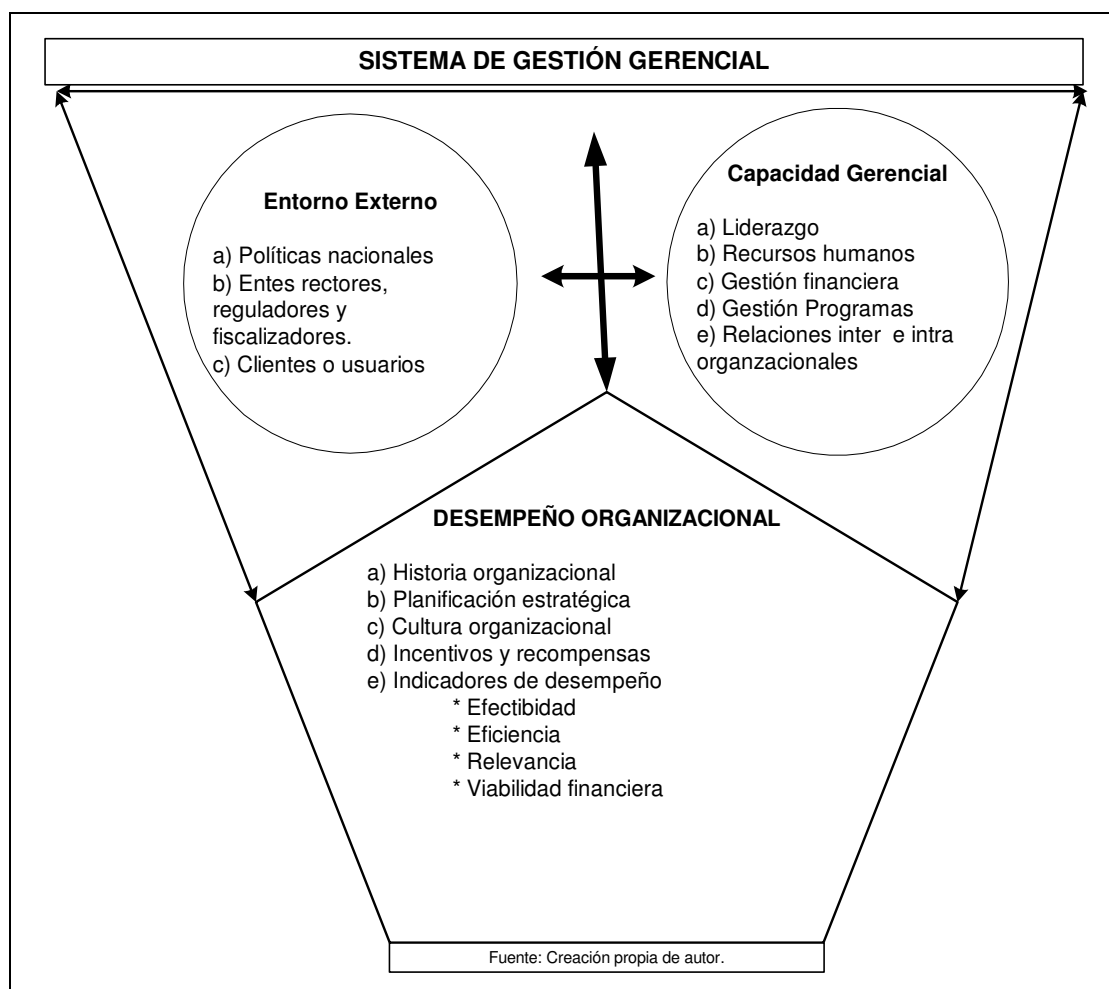 SISTEMA DE GESTIÓN GERENCIAL
Entorno Externo
a) Políticas nacionales
b) Entes rectores,
reguladores y
fiscalizadores.
c) Clientes o usuarios
Capacidad Gerencial
a) Liderazgo
b) Recursos humanos
c) Gestión financiera
d) Gestión Programas
e) Relaciones inter e intra
organzacionales
DESEMPEÑO ORGANIZACIONAL
a) Historia organizacional
b) Planificación estratégica
c) Cultura organizacional
d) Incentivos y recompensas
e) Indicadores de desempeño
* Efectibidad
* Eficiencia
* Relevancia
* Viabilidad financiera
Fuente: Creación propia de autor.